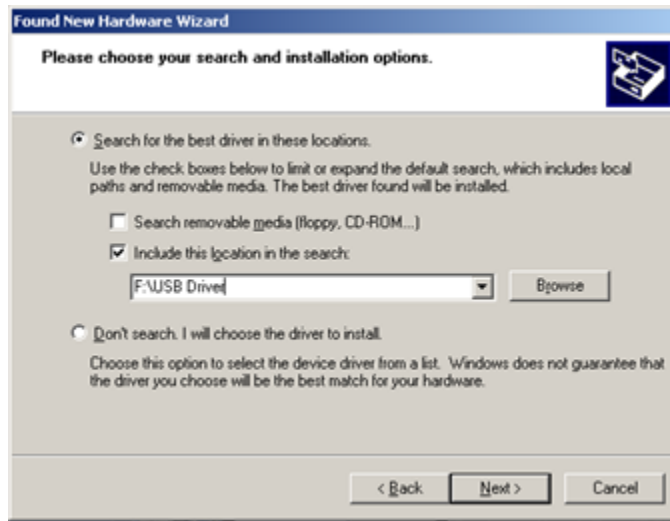 Found New Hardware Wizard
Please choose your search and installation options.
Search for the best driver in these locations.
Use the check boxes below to limit or expand the default search, which includes local
paths and removable media. The best driver found will be installed.
Search removable media (floppy, CD-ROM...)
Include this location in the search:
F:\USB Driver
Browse
Don't search. I will choose the driver to install.
Choose this option to select the device driver from a list. Windows does not guarantee that
the driver you choose will be the best match for your hardware.
< Back Next > Cancel